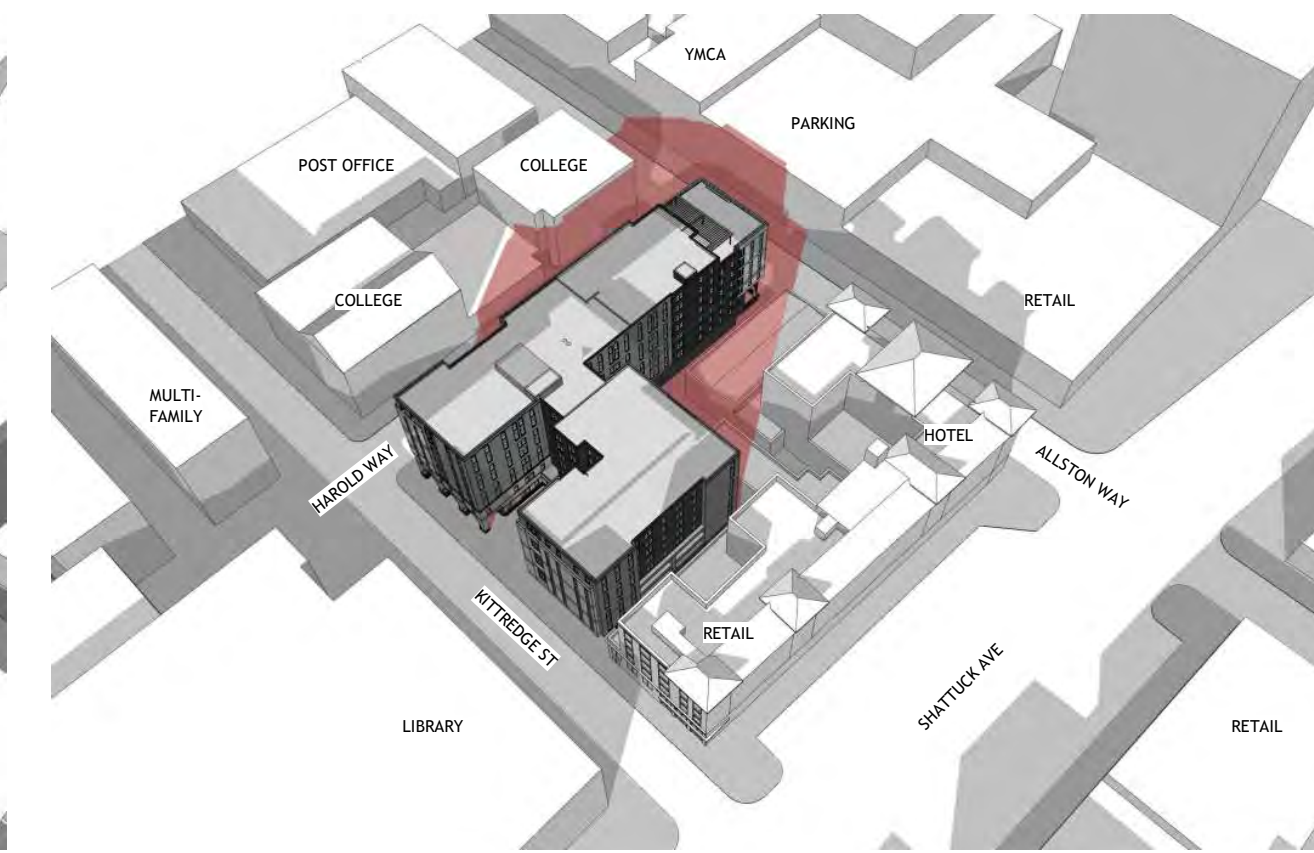 YMCA
PARKING
POST OFFICE
COLLEGE
COLLEGE
RETAIL
MULTI-
FAMILY
HAROLD WAY
HOTEL
ALLSTON WAY
KITTREDGE ST
RETAIL
SHATTUCK AVE
LIBRARY
RETAIL